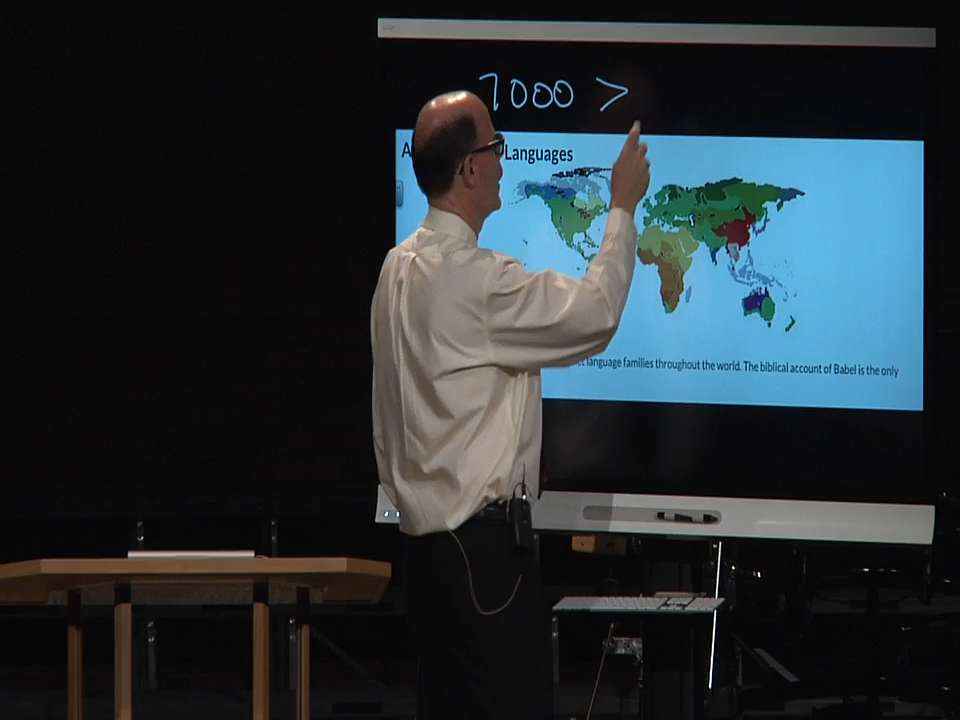 7000 >
Languages
language families throughout the world. The biblical account of Babel is the only